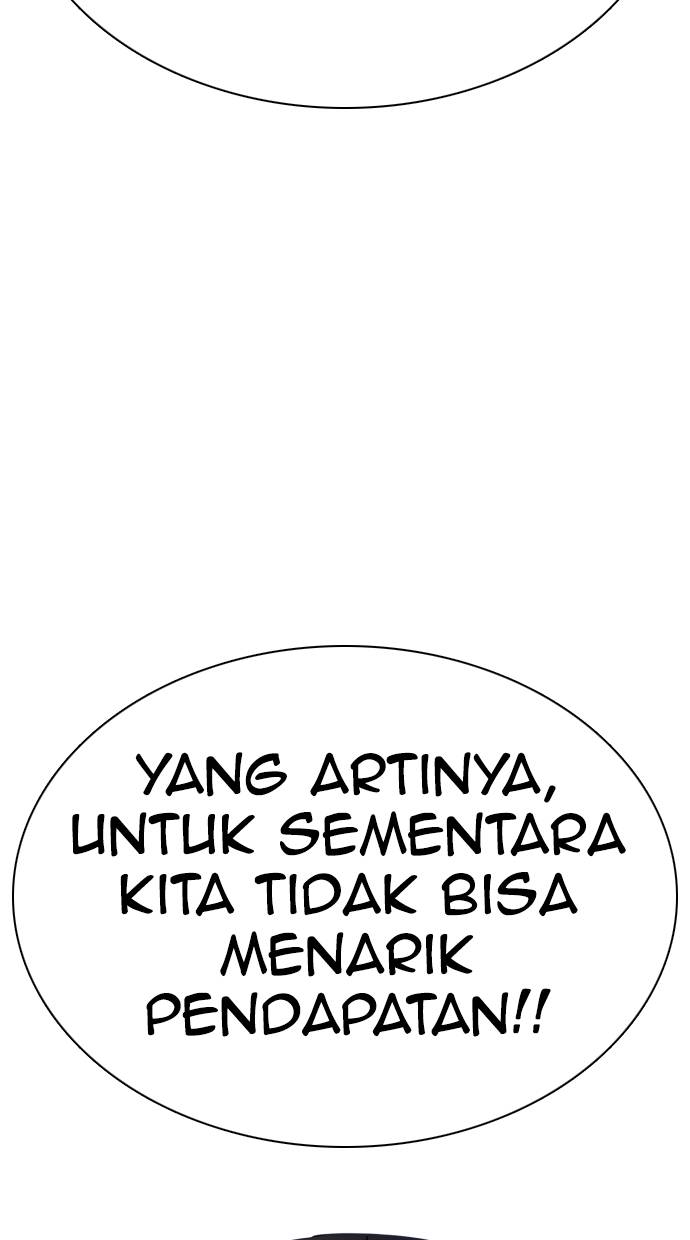 YANG ARTINYA,
UNTUK SEMENTARA
KITA TIDAK BISA
MENARIK
PENDAPATAN!!